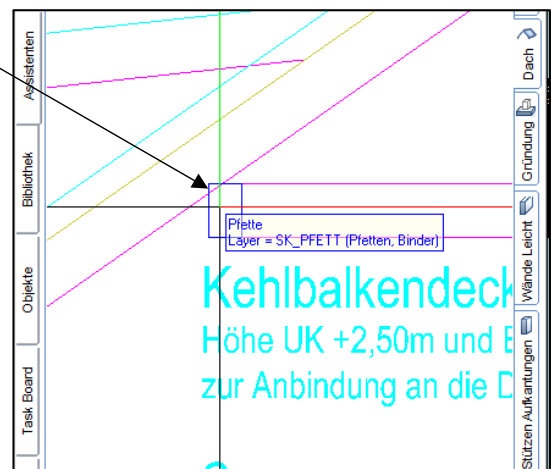 Assistenten
Bibliothek
Objekte
Task Board
Pfette
Layer = SK_PFETT (Pfetten, Binder)
Kehlbalkendeck
Höhe UK +2,50m und
zur Anbindung an die D
Dach
Gründung
Wände Leicht
Stützen Aufkantungen